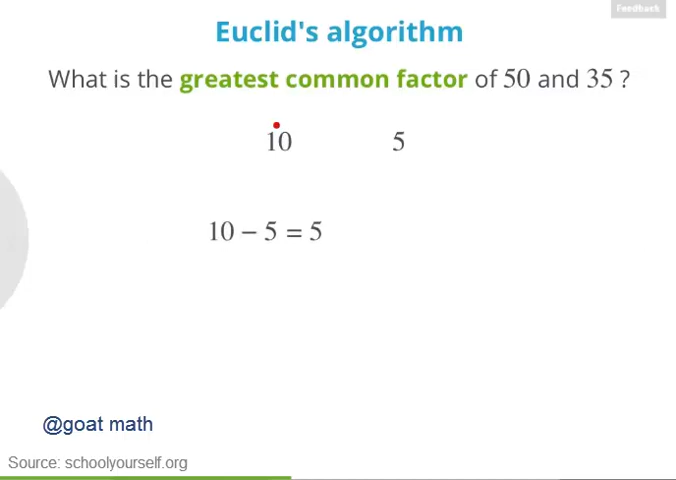 Feedback
Euclid's algorithm
What is the greatest common factor of 50 and 35 ?
10 5
10 − 5 = 5
@goat math
Source: schoolyourself.org